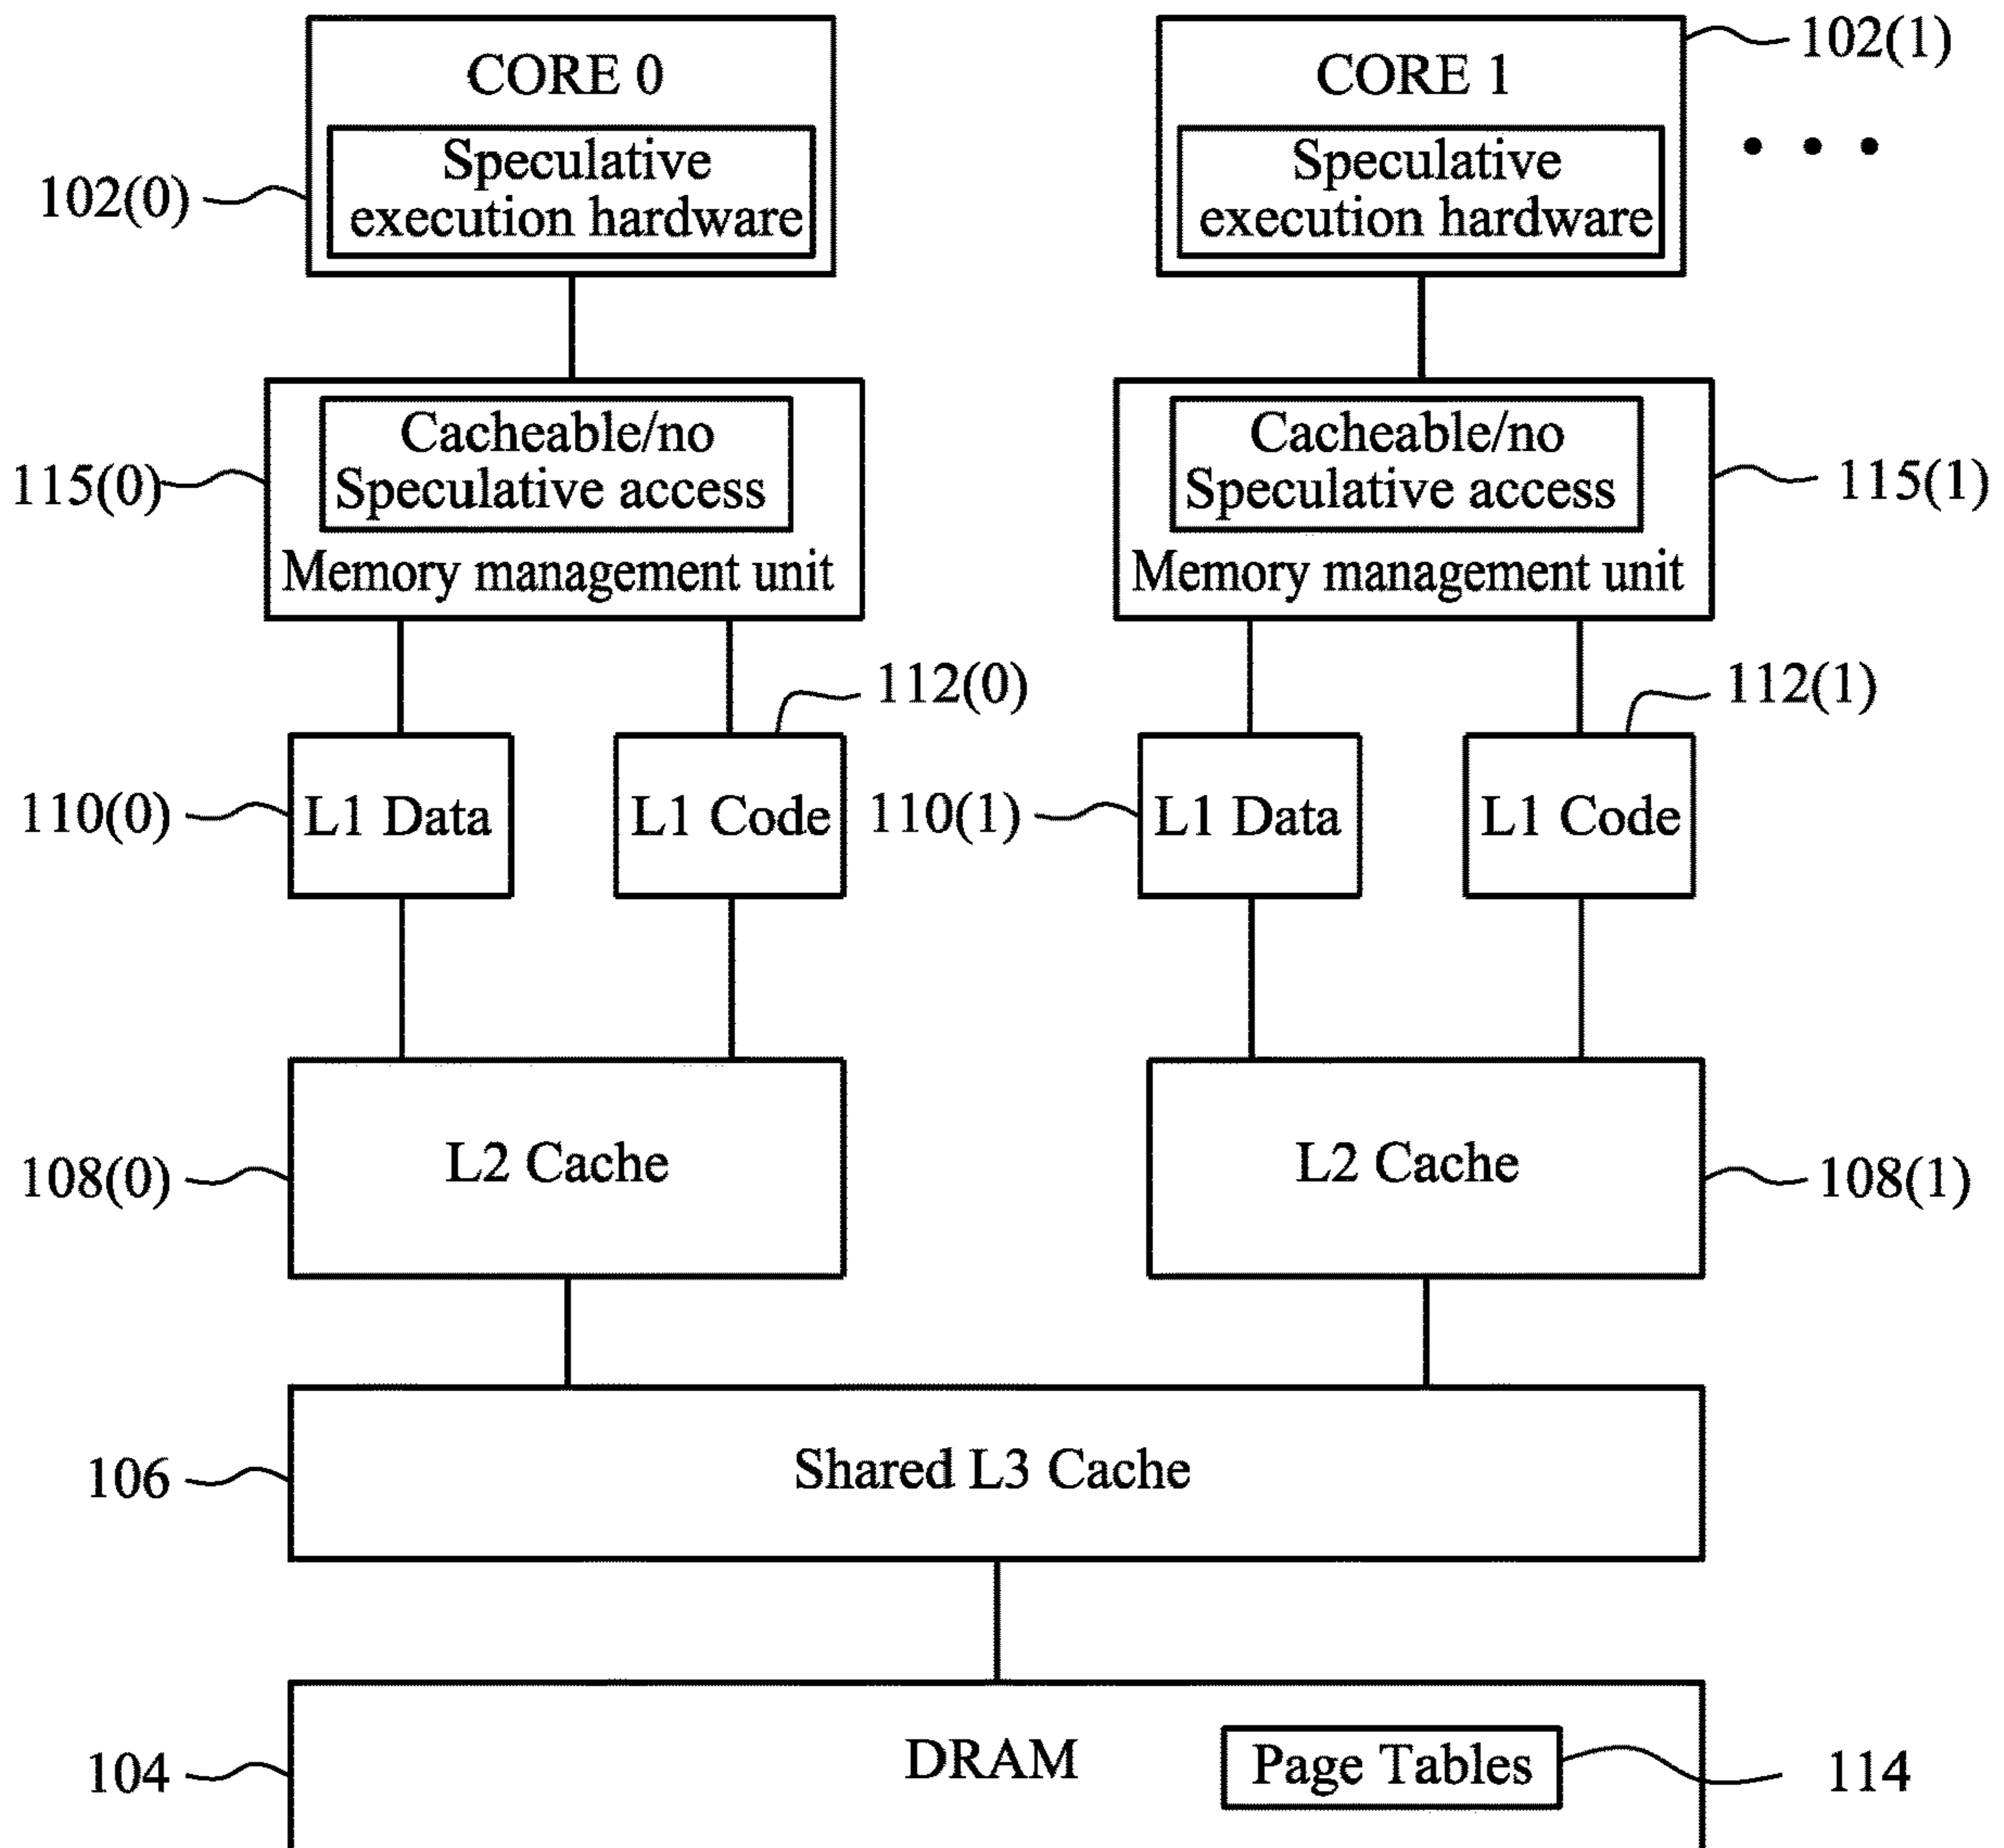 CORE 0
CORE 1
102(1)
Speculative
execution hardware
Speculative
execution hardware
102(0)
Cacheable/no
Speculative access
Cacheable/no
Speculative access
115(0)
115(1)
Memory management unit
Memory management unit
112(0)
112(1)
110(0)
L1 Data
L1 Code
110(1)
L1 Data
L1 Code
108(0)
L2 Cache
L2 Cache
108(1)
106
Shared L3 Cache
104
DRAM
Page Tables
114